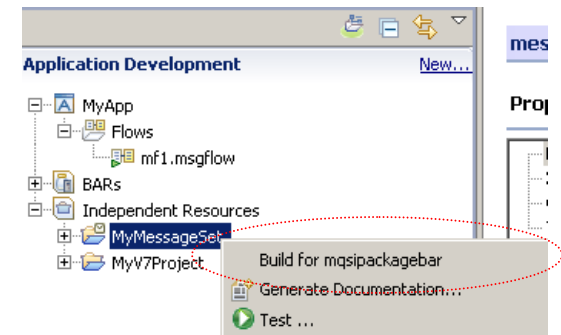 mes
Application Development New...
Prop
MyApp
Flows
mf1.msgflow
BARs
Independent Resources
MyMessageSet
MyV7Project
Build for mqsipackagebar
Generate Documentation...
Test ...